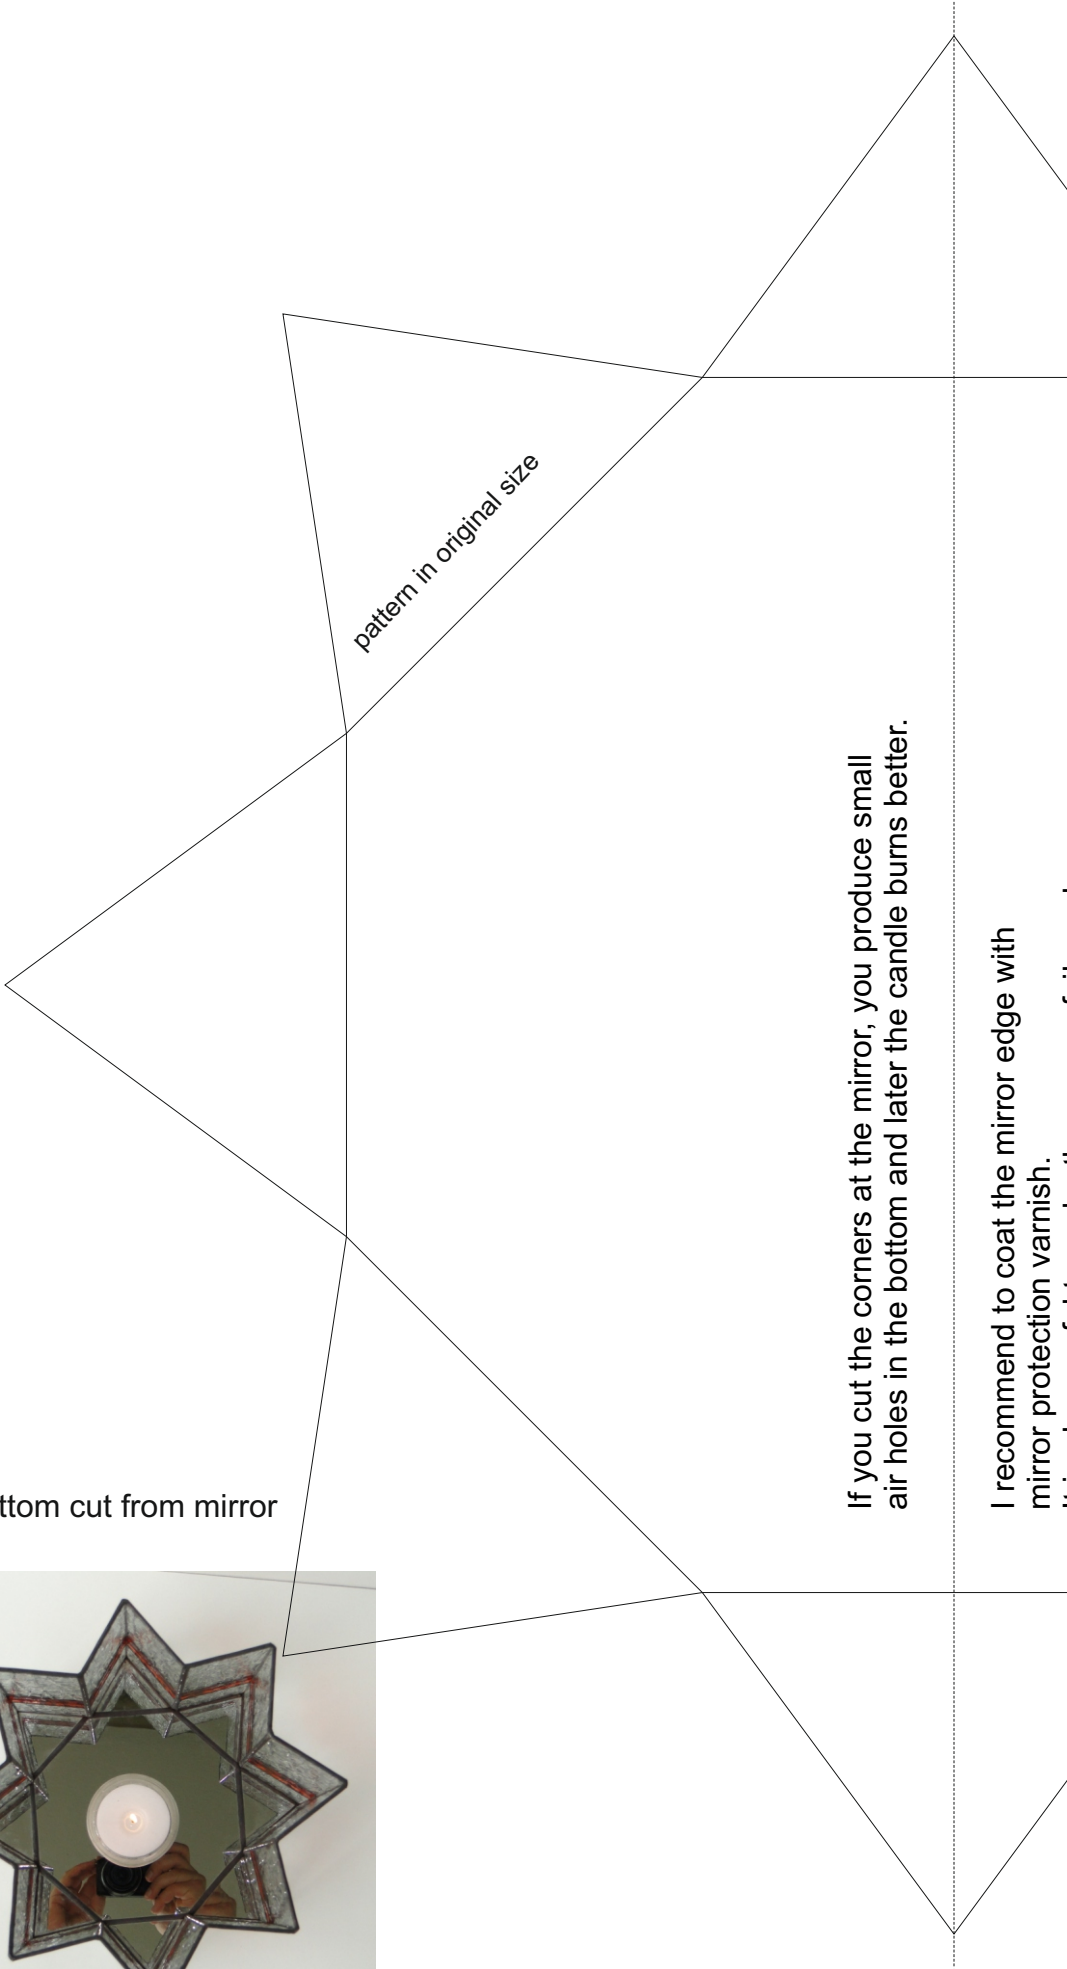 pattern in original size
If you cut the corners at the mirror, you produce small
air holes in the bottom and later the candle burns better.
I recommend to coat the mirror edge with
mirror protection varnish.
cut from mirror